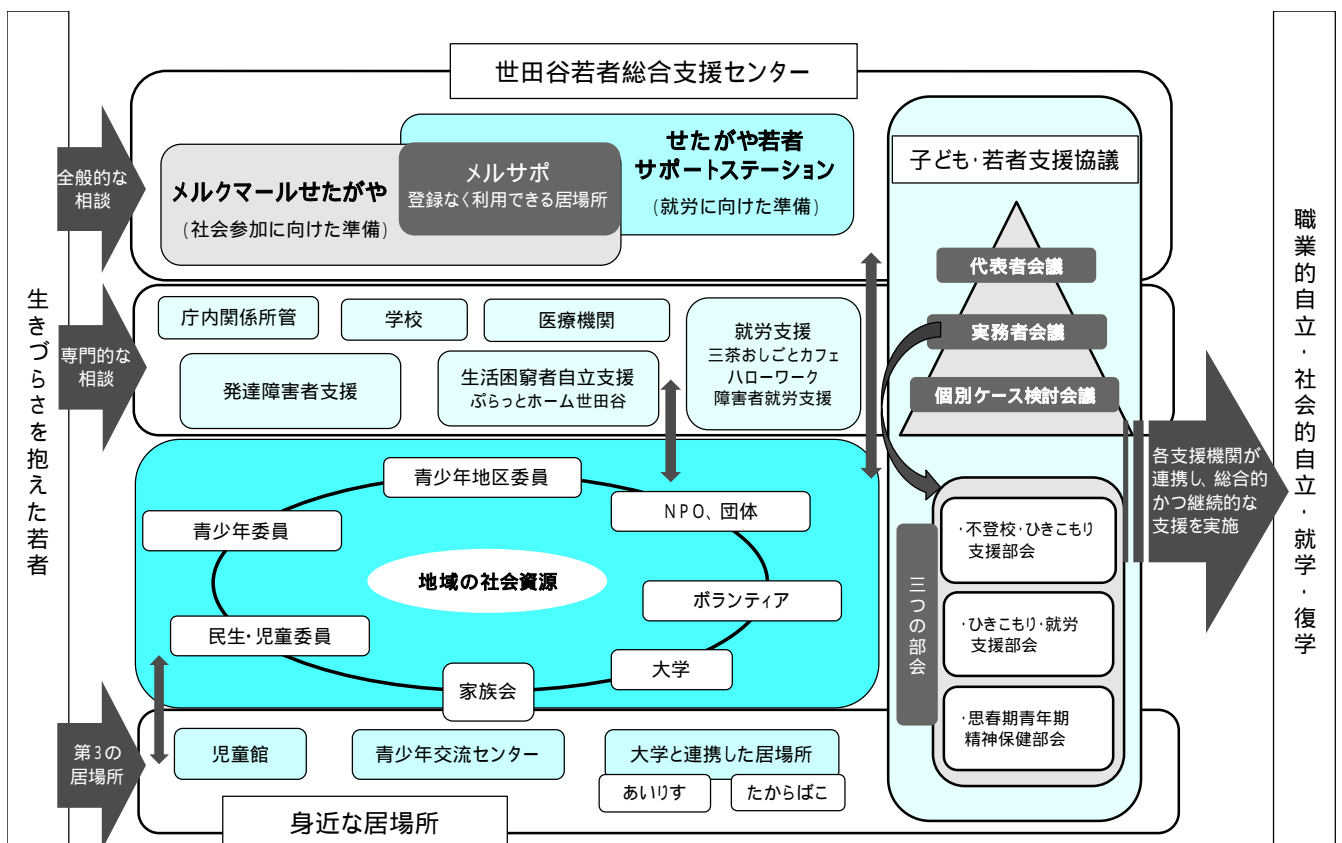 世田谷若者総合支援センター
生きづらさを抱えた若者
全般的な
相談
メルクマールせたがや
(社会参加に向けた準備)
メルサポ
登録なく利用できる居場所
せたがや若者
サポートステーション
(就労に向けた準備)
専門的な
相談
庁内関係所管
学校
医療機関
発達障害者支援
生活困窮者自立支援
ぷらっとホーム世田谷
就労支援
三茶おしごとカフェ
ハローワーク
障害者就労支援
青少年地区委員
青少年委員
NPO、団体
地域の社会資源
ボランティア
民生・児童委員
大学
家族会
第3の
居場所
児童館
青少年交流センター
大学と連携した居場所
あいりす
たからばこ
身近な居場所
子ども・若者支援協議
代表者会議
実務者会議
個別ケース検討会議
三つの部会
・不登校・ひきこもり
支援部会
・ひきこもり・就労
支援部会
・思春期青年期
精神保健部会
各支援機関が
連携し、総合的
かつ継続的な
支援を実施
職業的自立・社会的自立・就学・復学